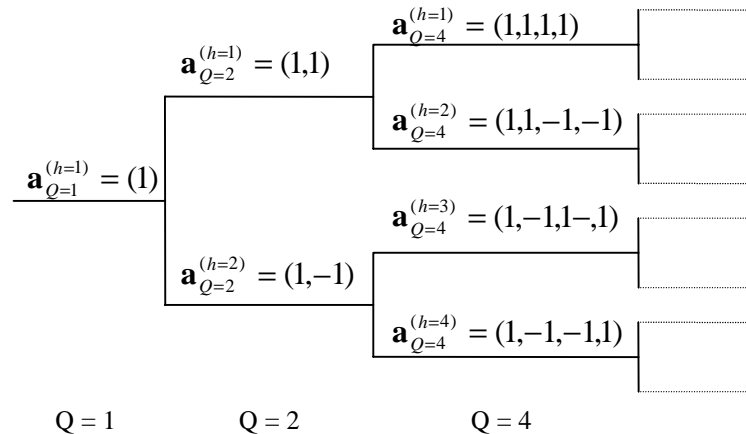 a_{Q=4}^{(h=1)} = (1,1,1,1)
a_{Q=2}^{(h=1)} = (1,1)
a_{Q=4}^{(h=2)} = (1,1,−1,−1)
a_{Q=1}^{(h=1)} = (1)
a_{Q=4}^{(h=3)} = (1,−1,1−,1)
a_{Q=2}^{(h=2)} = (1,−1)
a_{Q=4}^{(h=4)} = (1,−1,−1,1)
Q = 1 Q = 2 Q = 4